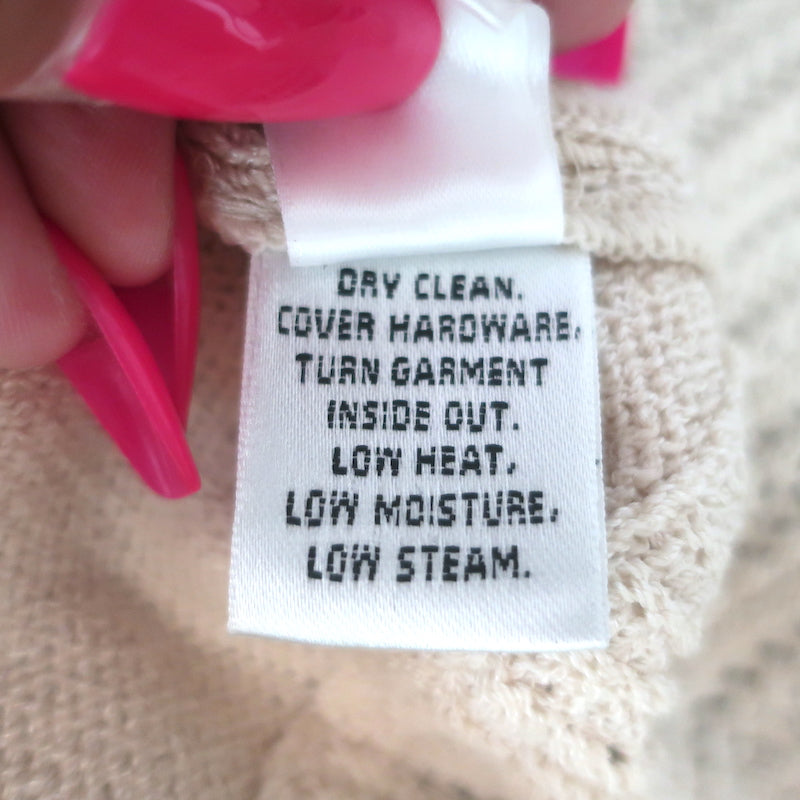 DRY CLEAN.
COVER HARDWARE,
TURN GARMENT
INSIDE OUT.
LOW HEAT,
LOW MOISTURE,
LOW STEAM.